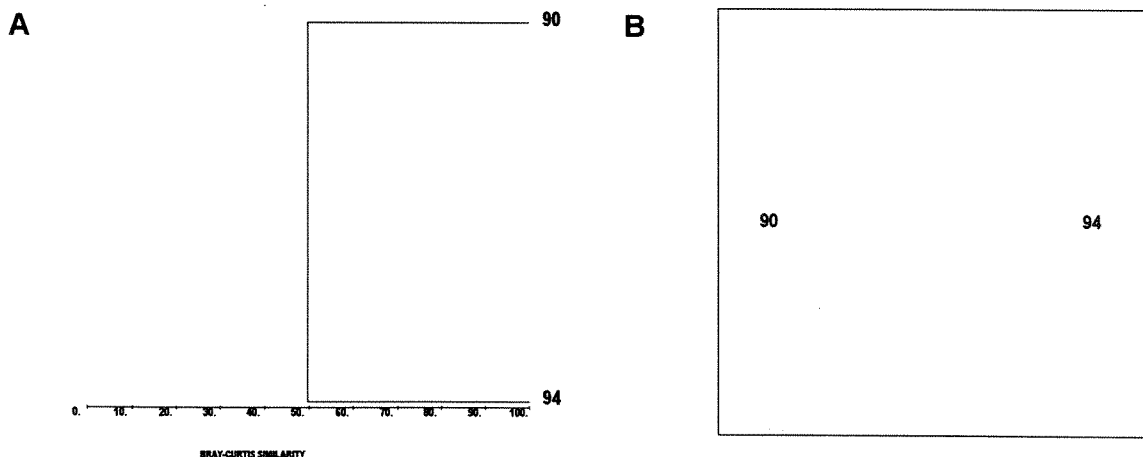 A
90
94
0. 10. 20. 30. 40. 50. 60. 70. 80. 90. 100.
BRAY-CURTIS SIMILARITY
B
90 94